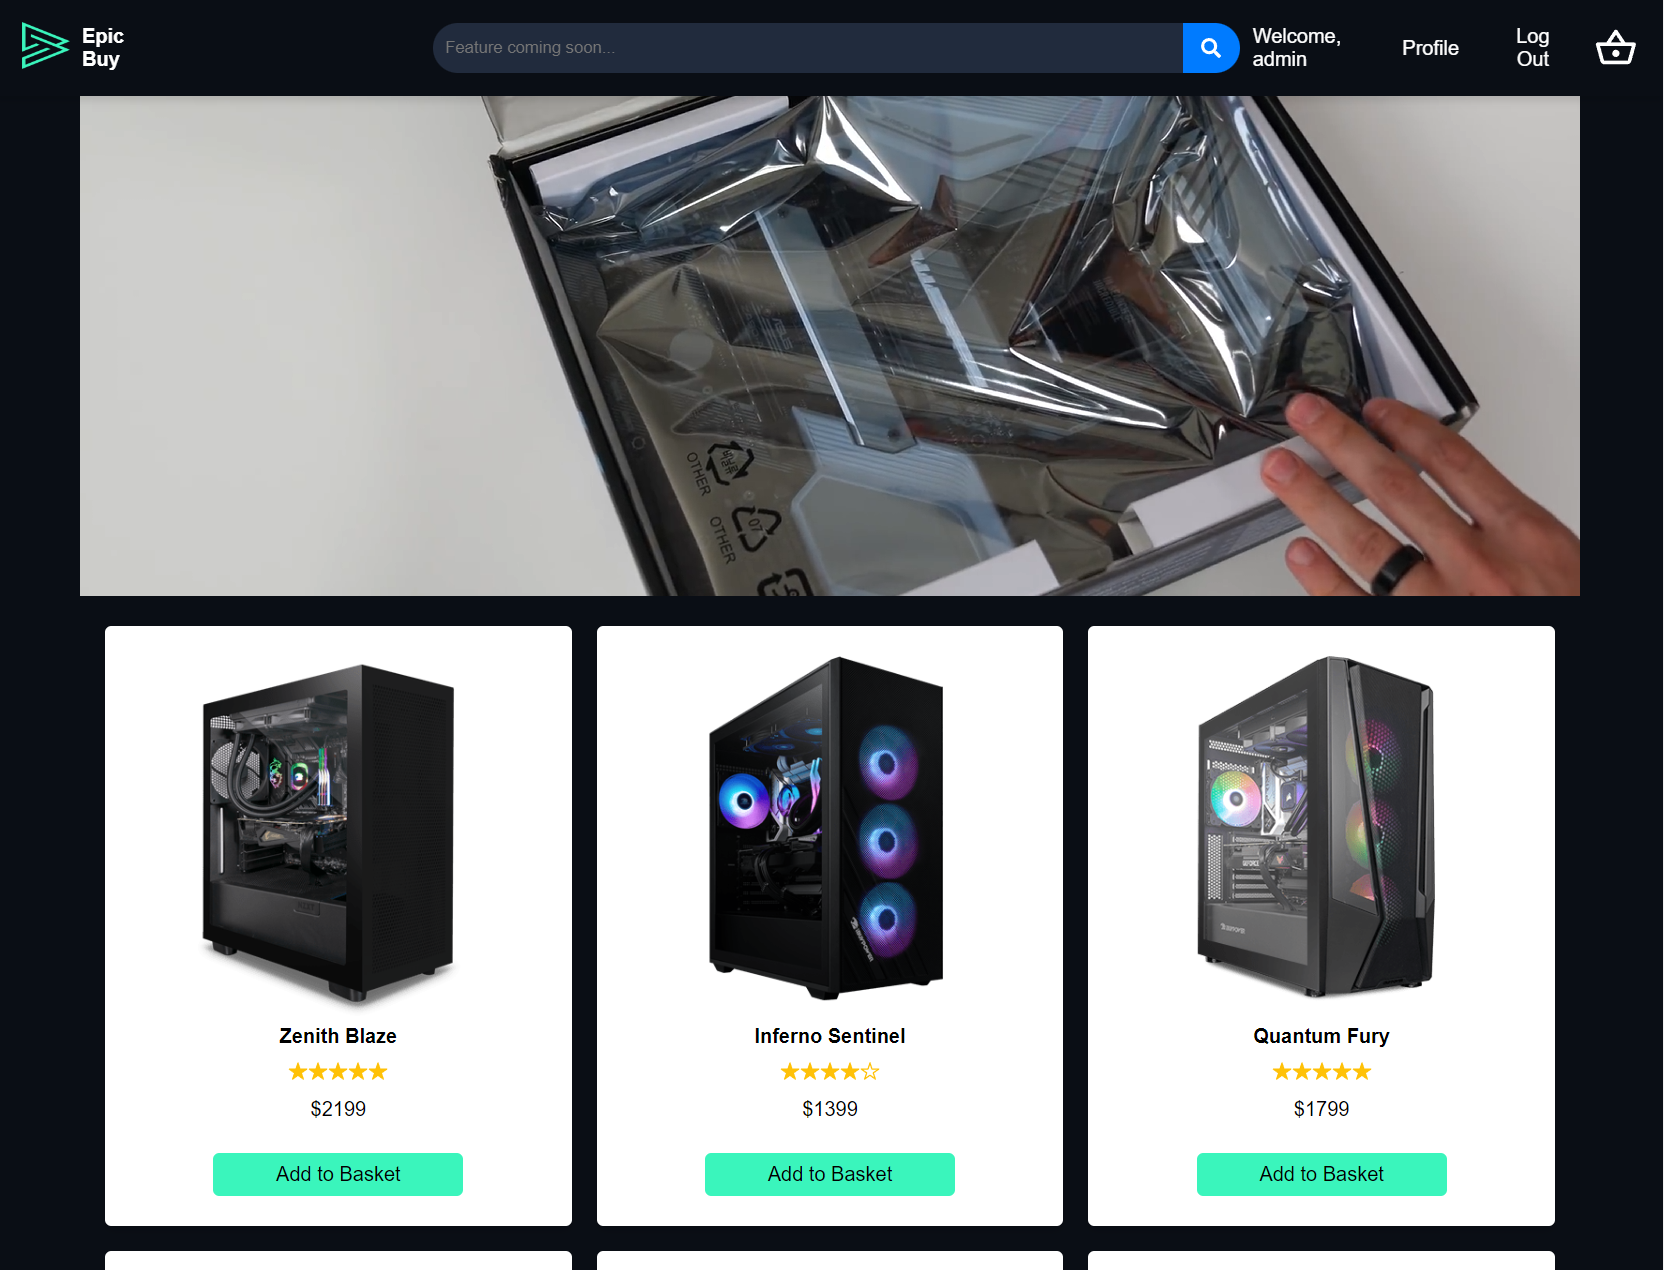 Epic
Buy
Feature coming soon...
Welcome,
admin
Profile
Log
Out
OTHER
07
OTHER
Zenith Blaze
Inferno Sentinel
Quantum Fury
$2199
$1399
$1799
Add to Basket
Add to Basket
Add to Basket